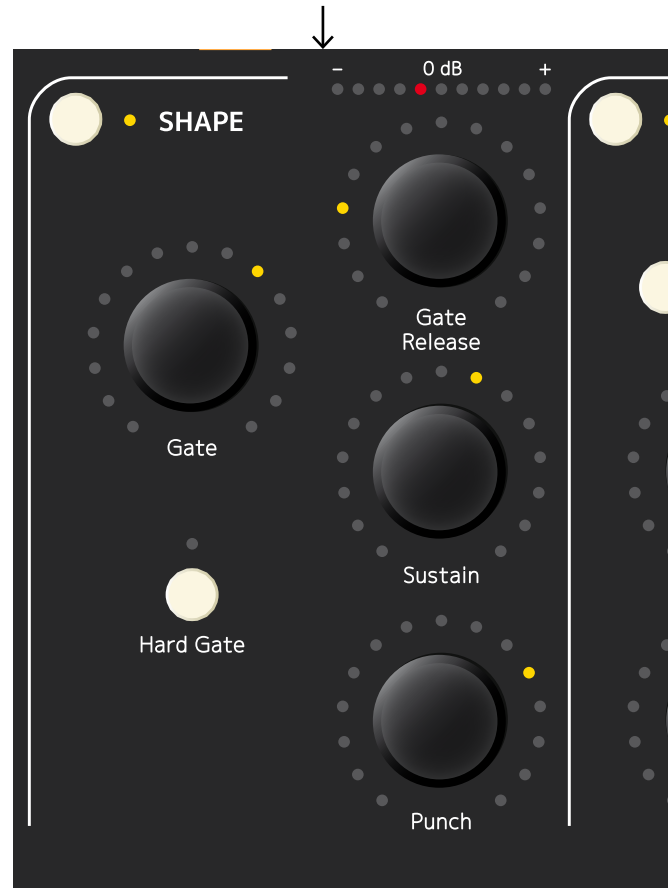 − 0 dB +
SHAPE
Gate
Release
Gate
Sustain
Hard Gate
Punch